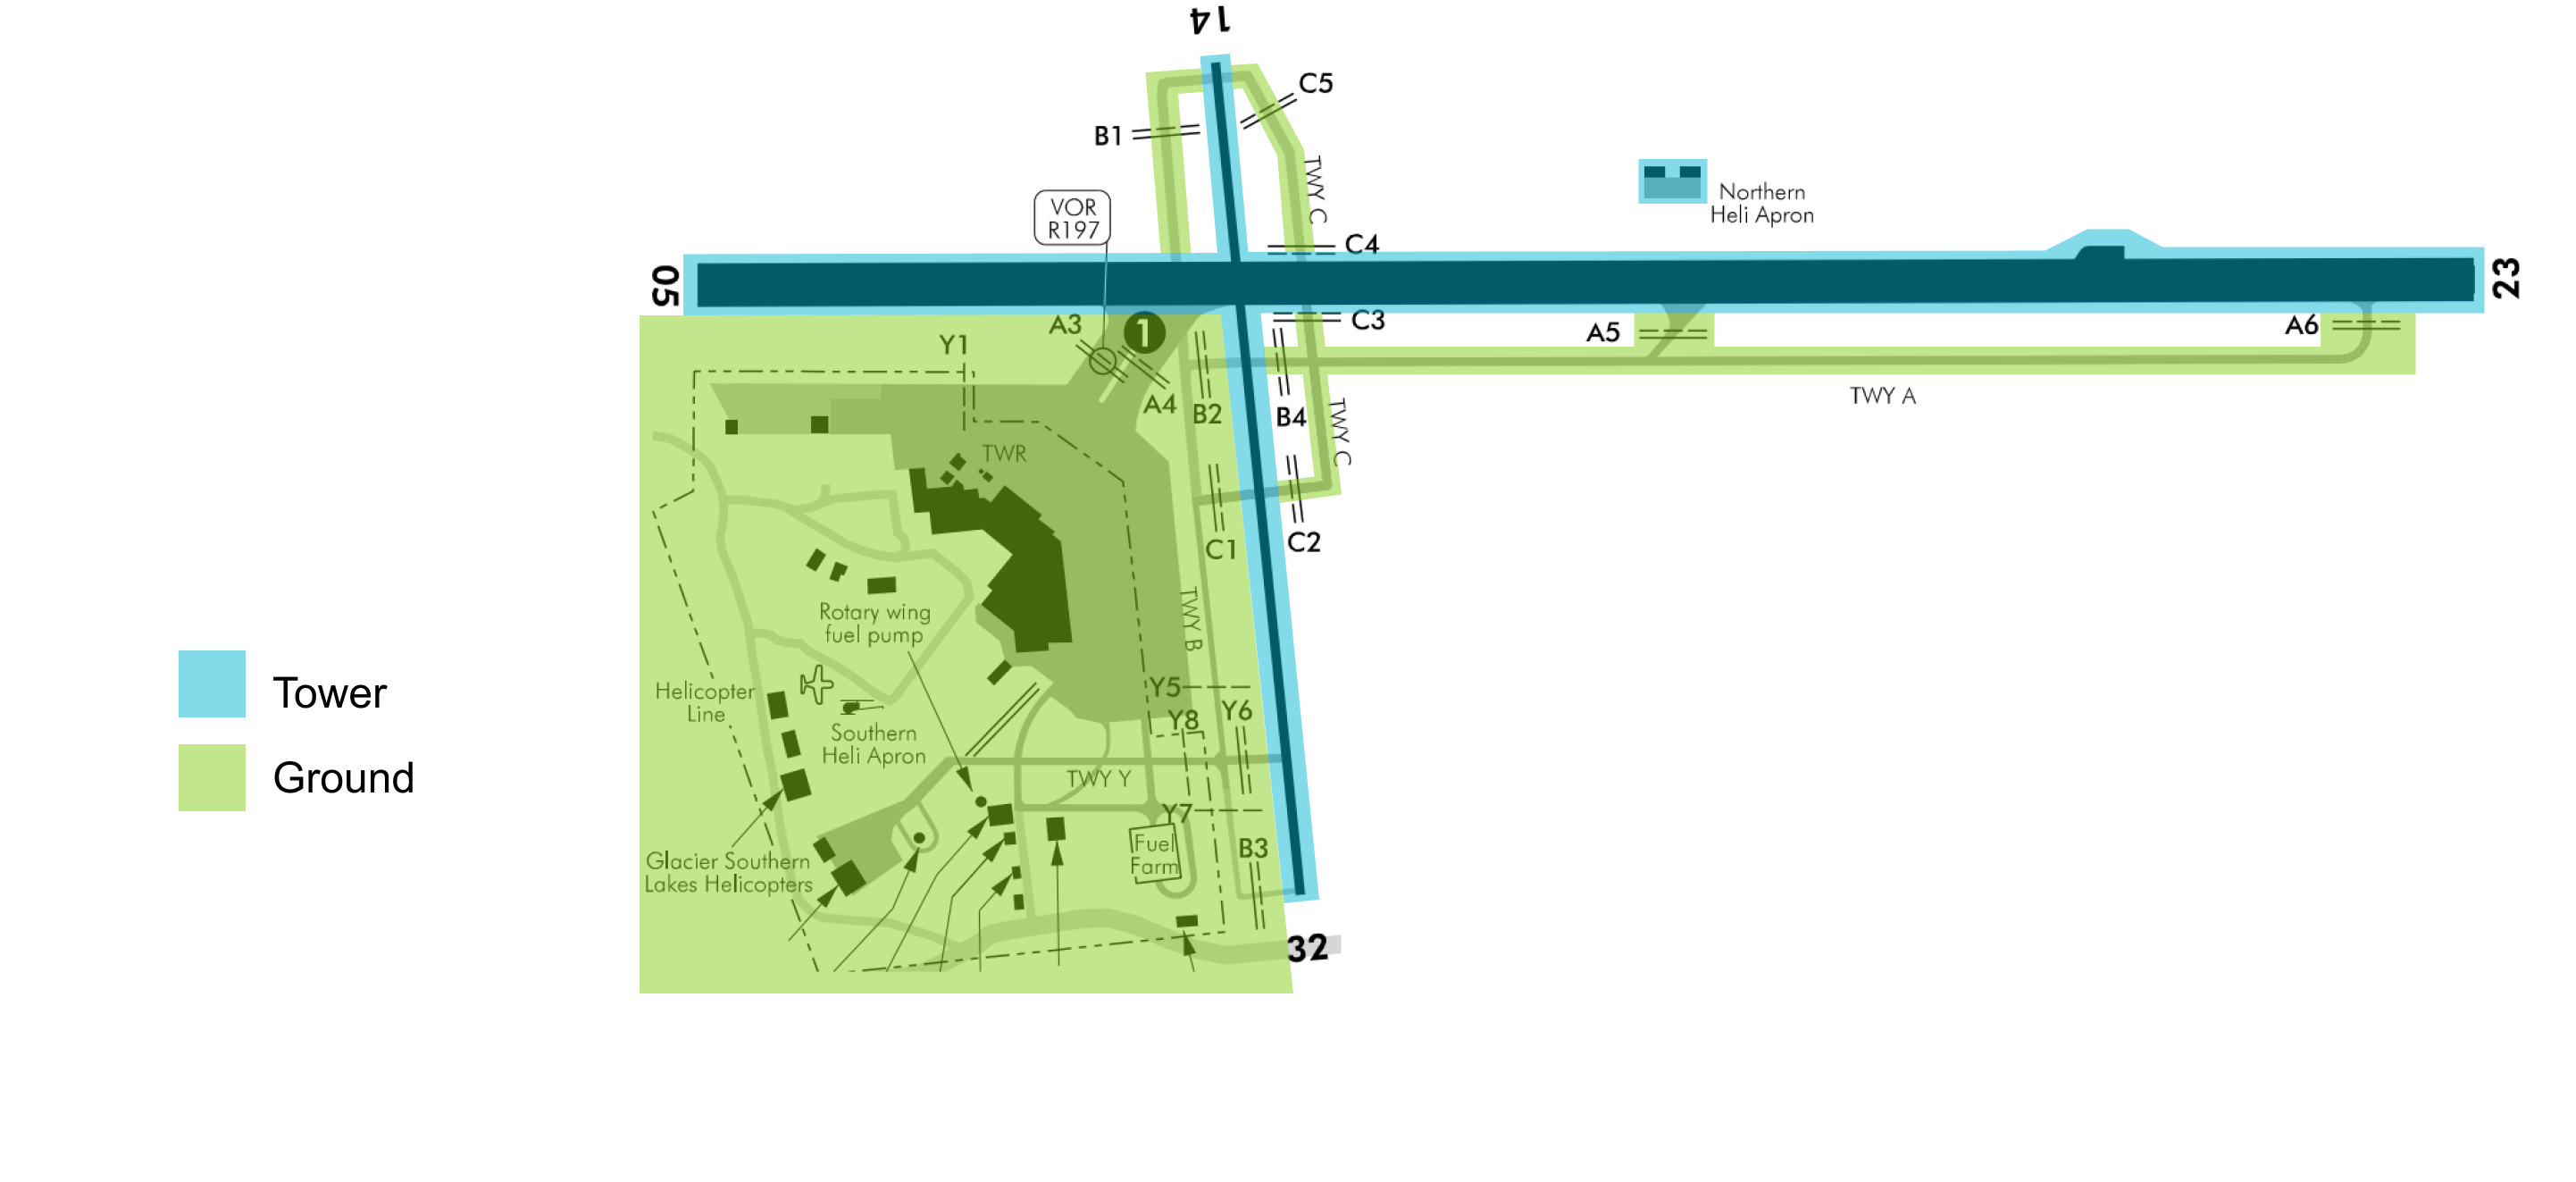 14
C5
B1
TWY C
VOR
R197
Northern
Heli Apron
C4
05
23
A3
1
C3
A5
A6
Y1
A4
B2
B4
TWY A
TWY C
TWR
C1
C2
Rotary wing
fuel pump
TWY B
Helicopter
Line
Y5
Y6
Y8
Southern
Heli Apron
TWY Y
Y7
Fuel
Farm
B3
Glacier Southern
Lakes Helicopters
32
Tower
Ground